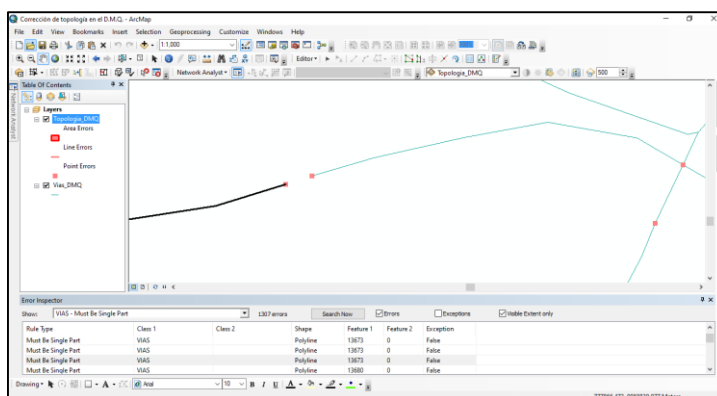 Corrección de topología en el D.M.Q. - ArcMap
File Edit View Bookmarks Insert Selection Geoprocessing Customize Windows Help
1:1,000
Editor
Network Analyst Topologia_DMQ 500
Table Of Contents
Layers
Topologia_DMQ
Area Errors
Line Errors
Point Errors
Vias_DMQ
Network Analyst
Error Inspector
Show: VIAS - Must Be Single Part 1307 errors Search Now Errors Exceptions Visible Extent only
Rule Type Class 1 Class 2 Shape Feature 1 Feature 2 Exception
Must Be Single Part VIAS Polyline 13673 0 False
Must Be Single Part VIAS Polyline 13673 0 False
Must Be Single Part VIAS Polyline 13673 0 False
Must Be Single Part VIAS Polyline 13680 0 False
Drawing Arial 10 B I U A